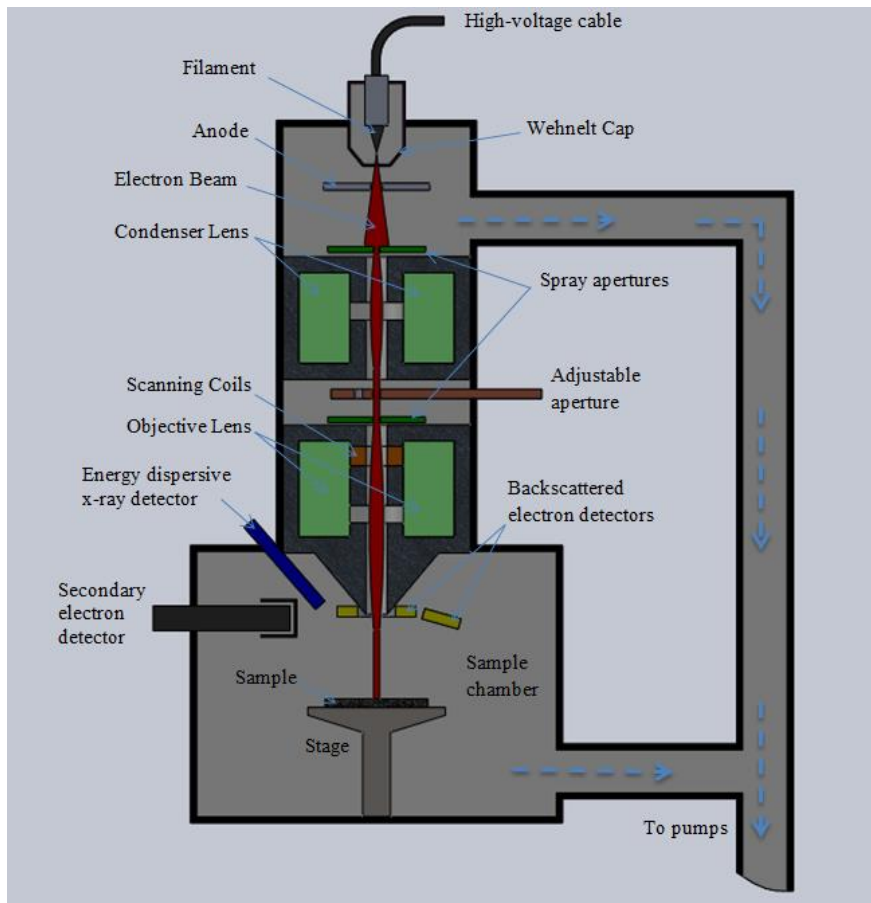 High-voltage cable
Filament
Anode
Wehnelt Cap
Electron Beam
Condenser Lens
Spray apertures
Scanning Coils
Adjustable
aperture
Objective Lens
Energy dispersive
x-ray detector
Backscattered
electron detectors
Secondary
electron
detector
Sample
chamber
Sample
Stage
To pumps